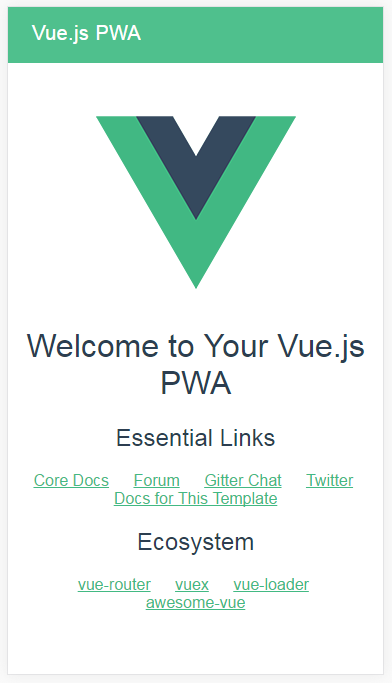 Vue.js PWA
Welcome to Your Vue.js
PWA
Essential Links
Core Docs Forum Gitter Chat Twitter
Docs for This Template
Ecosystem
vue-router vuex vue-loader
awesome-vue